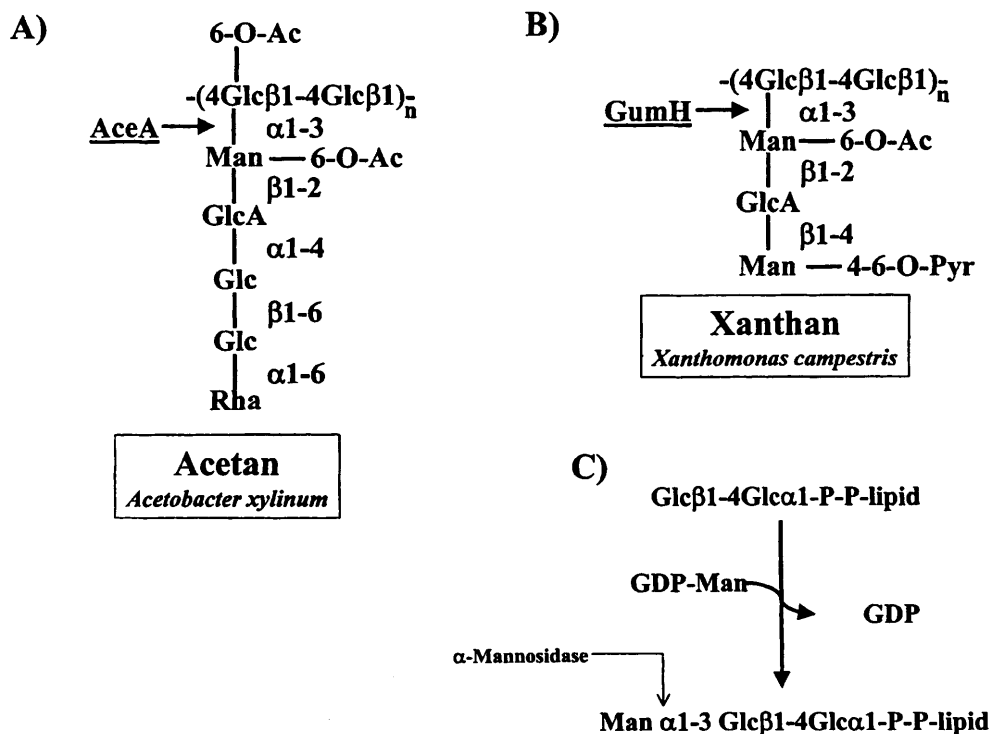 A)
6-O-Ac
-(4Glcβ1-4Glcβ1)-n
AceA
α1-3
Man — 6-O-Ac
β1-2
GlcA
α1-4
Glc
β1-6
Glc
α1-6
Rha
Acetan
Acetobacter xylinum
B)
-(4Glcβ1-4Glcβ1)-n
GumH
α1-3
Man — 6-O-Ac
β1-2
GlcA
β1-4
Man — 4-6-O-Pyr
Xanthan
Xanthomonas campestris
C)
Glcβ1-4Glcα1-P-P-lipid
GDP-Man
GDP
α-Mannosidase
Man α1-3 Glcβ1-4Glcα1-P-P-lipid